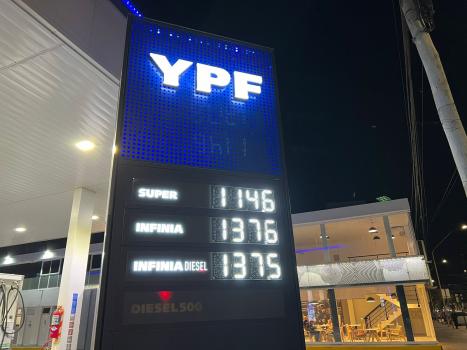 YPF
SUPER 1146
INFINIA 1376
INFINIA DIESEL 1375
DIESEL500